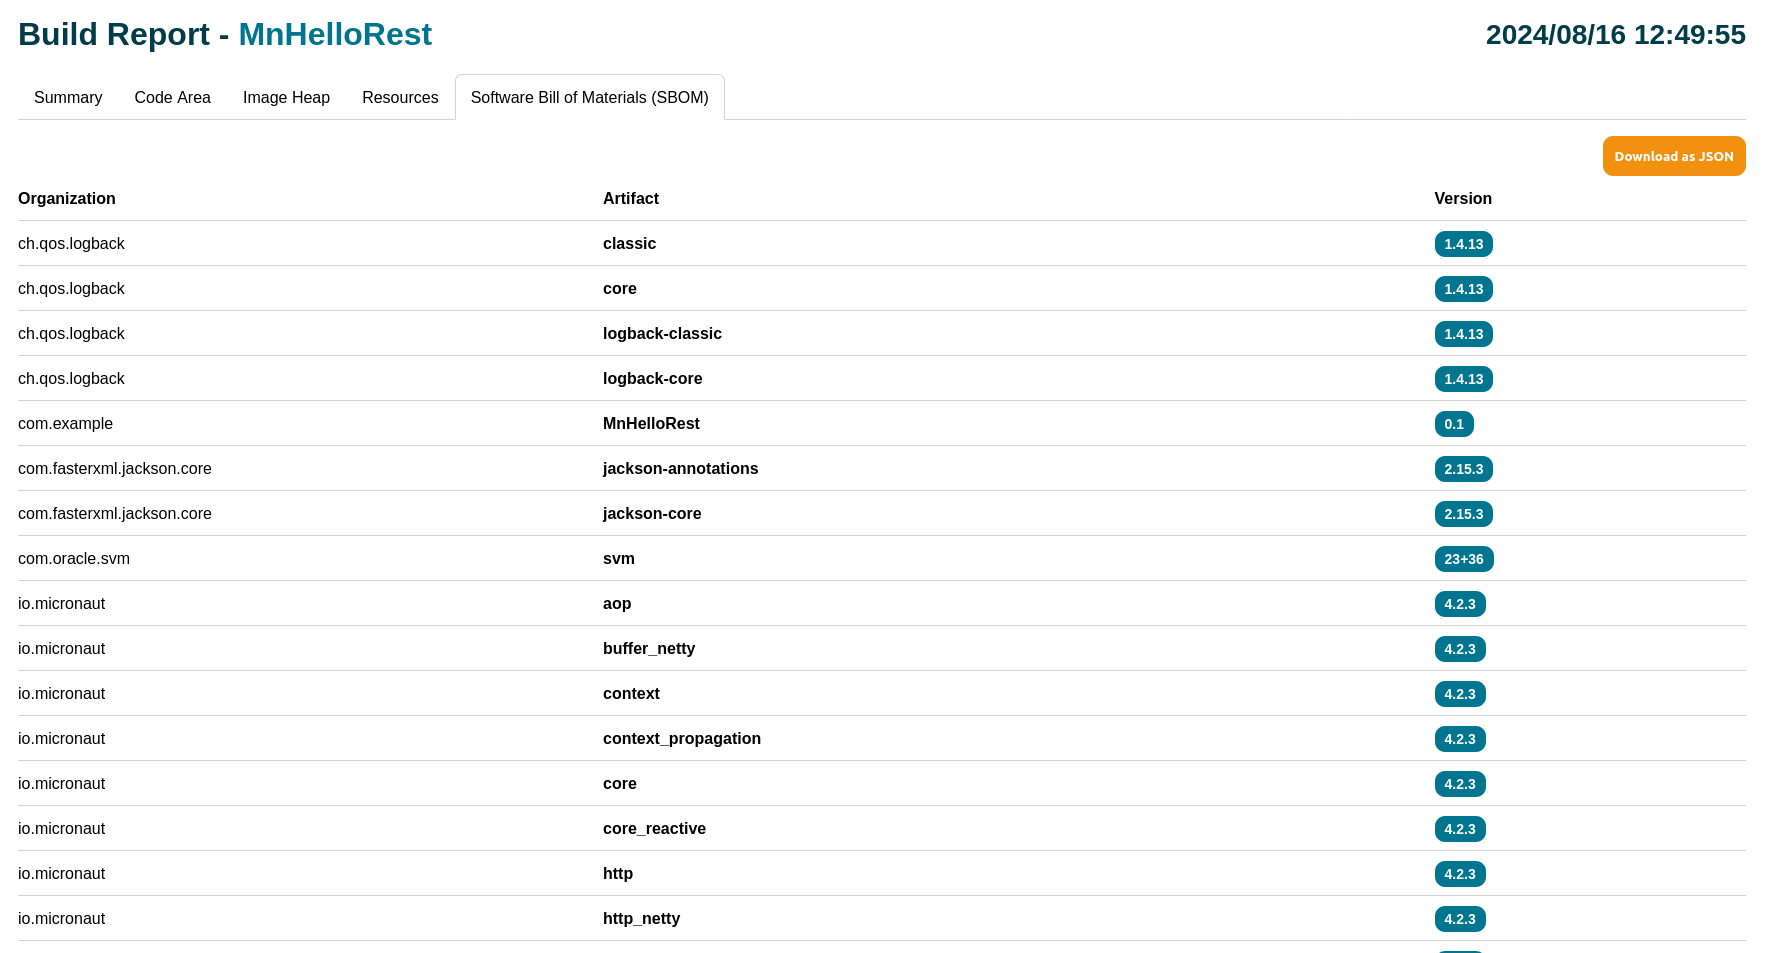 Build Report - MnHelloRest 2024/08/16 12:49:55
Summary Code Area Image Heap Resources Software Bill of Materials (SBOM)
Download as JSON
Organization Artifact Version
ch.qos.logback classic 1.4.13
ch.qos.logback core 1.4.13
ch.qos.logback logback-classic 1.4.13
ch.qos.logback logback-core 1.4.13
com.example MnHelloRest 0.1
com.fasterxml.jackson.core jackson-annotations 2.15.3
com.fasterxml.jackson.core jackson-core 2.15.3
com.oracle.svm svm 23+36
io.micronaut aop 4.2.3
io.micronaut buffer_netty 4.2.3
io.micronaut context 4.2.3
io.micronaut context_propagation 4.2.3
io.micronaut core 4.2.3
io.micronaut core_reactive 4.2.3
io.micronaut http 4.2.3
io.micronaut http_netty 4.2.3